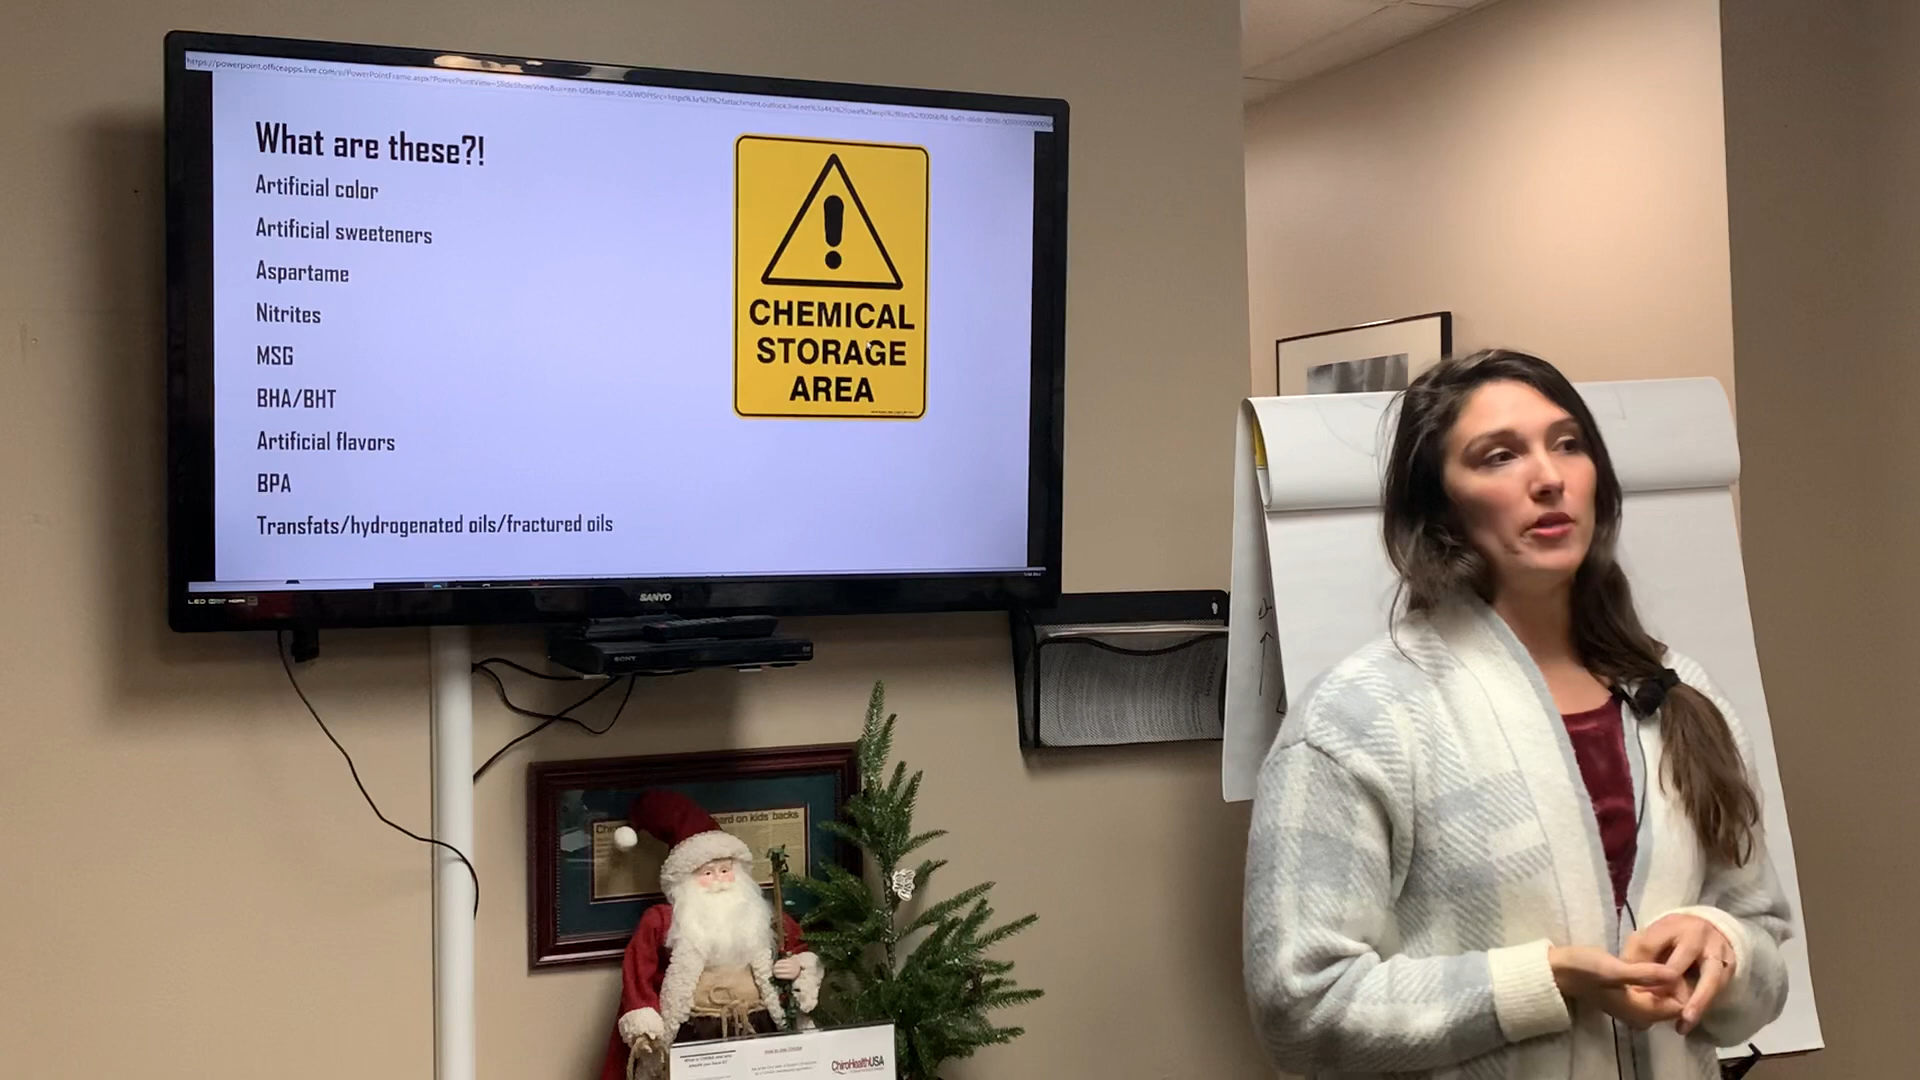 What are these?!
Artificial color
Artificial sweeteners
Aspartame
Nitrites
MSG
BHA/BHT
Artificial flavors
BPA
Transfats/hydrogenated oils/fractured oils
CHEMICAL
STORAGE
AREA
LED
SANYO
SONY
on kids' backs
ChiroHealthUSA